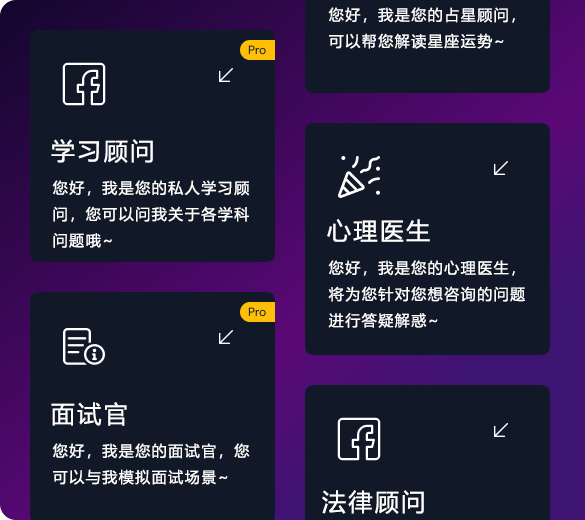 Pro
学习顾问
您好，我是您的私人学习顾
问，您可以问我关于各学科
问题哦~
Pro
面试官
您好，我是您的面试官，您
可以与我模拟面试场景~
您好，我是您的占星顾问，
可以帮您解读星座运势~
心理医生
您好，我是您的心理医生，
将为您针对您想咨询的问题
进行答疑解惑~
法律顾问